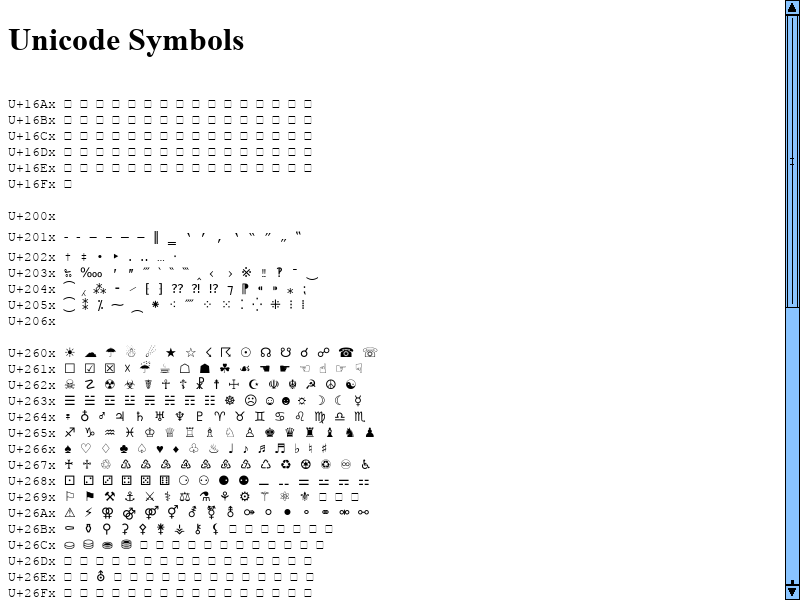 Unicode Symbols
U+16Ax □ □ □ □ □ □ □ □ □ □ □ □ □ □ □ □
U+16Bx □ □ □ □ □ □ □ □ □ □ □ □ □ □ □ □
U+16Cx □ □ □ □ □ □ □ □ □ □ □ □ □ □ □ □
U+16Dx □ □ □ □ □ □ □ □ □ □ □ □ □ □ □ □
U+16Ex □ □ □ □ □ □ □ □ □ □ □ □ □ □ □ □
U+16Fx □
U+200x
U+201x ‐ ‑ ‒ – — ― ‖ ‗ ‘ ’ ‚ ‛ “ ” „ ‟
U+202x † ‡ • ‣ ․ ‥ … ‧
U+203x ‰ ‱ ′ ″ ‴ ‵ ‶ ‷ ‸ ‹ › ※ ‼ ‽ ‾ ‿
U+204x ⁀ ⁁ ⁂ ⁃ ⁄ ⁅ ⁆ ⁇ ⁈ ⁉ ⁊ ⁋ ⁌ ⁍ ⁎ ⁏
U+205x ⁐ ⁑ ⁒ ⁓ ⁔ ⁕ ⁖ ⁗ ⁘ ⁙ ⁚ ⁛ ⁜ ⁝ ⁞
U+206x
U+260x ☀ ☁ ☂ ☃ ☄ ★ ☆ ☇ ☈ ☉ ☊ ☋ ☌ ☍ ☎ ☏
U+261x ☐ ☑ ☒ ☓ ☔ ☕ ☖ ☗ ☘ ☙ ☚ ☛ ☜ ☝ ☞ ☟
U+262x ☠ ☡ ☢ ☣ ☤ ☥ ☦ ☧ ☨ ☩ ☪ ☫ ☬ ☭ ☮ ☯
U+263x ☰ ☱ ☲ ☳ ☴ ☵ ☶ ☷ ☸ ☹ ☺ ☻ ☼ ☽ ☾ ☿
U+264x ♀ ♁ ♂ ♃ ♄ ♅ ♆ ♇ ♈ ♉ ♊ ♋ ♌ ♍ ♎ ♏
U+265x ♐ ♑ ♒ ♓ ♔ ♕ ♖ ♗ ♘ ♙ ♚ ♛ ♜ ♝ ♞ ♟
U+266x ♠ ♡ ♢ ♣ ♤ ♥ ♦ ♧ ♨ ♩ ♪ ♫ ♬ ♭ ♮ ♯
U+267x ♰ ♱ ♲ ♳ ♴ ♵ ♶ ♷ ♸ ♹ ♺ ♻ ♼ ♽ ♾ ♿
U+268x ⚀ ⚁ ⚂ ⚃ ⚄ ⚅ ⚆ ⚇ ⚈ ⚉ ⚊ ⚋ ⚌ ⚍ ⚎ ⚏
U+269x ⚐ ⚑ ⚒ ⚓ ⚔ ⚕ ⚖ ⚗ ⚘ ⚙ ⚚ ⚛ ⚜ □ □ □
U+26Ax ⚠ ⚡ ⚢ ⚣ ⚤ ⚥ ⚦ ⚧ ⚨ ⚩ ⚪ ⚫ ⚬ ⚭ ⚮ ⚯
U+26Bx ⚰ ⚱ ⚲ ⚳ ⚴ ⚵ ⚶ ⚷ ⚸ □ □ □ □ □ □ □
U+26Cx ⛀ ⛁ ⛂ ⛃ □ □ □ □ □ □ □ □ □ □ □ □
U+26Dx □ □ □ □ □ □ □ □ □ □ □ □ □ □ □ □
U+26Ex □ □ ⛢ □ □ □ □ □ □ □ □ □ □ □ □ □
U+26Fx □ □ □ □ □ □ □ □ □ □ □ □ □ □ □ □